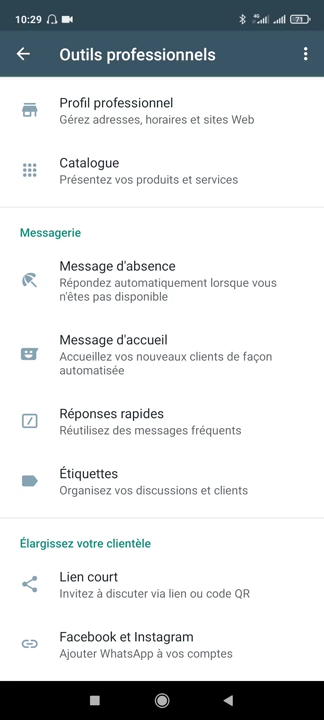 10:29
4G
71
Outils professionnels
Profil professionnel
Gérez adresses, horaires et sites Web
Catalogue
Présentez vos produits et services
Messagerie
Message d'absence
Répondez automatiquement lorsque vous
n'êtes pas disponible
Message d'accueil
Accueillez vos nouveaux clients de façon
automatisée
Réponses rapides
Réutilisez des messages fréquents
Étiquettes
Organisez vos discussions et clients
Élargissez votre clientèle
Lien court
Invitez à discuter via lien ou code QR
Facebook et Instagram
Ajouter WhatsApp à vos comptes